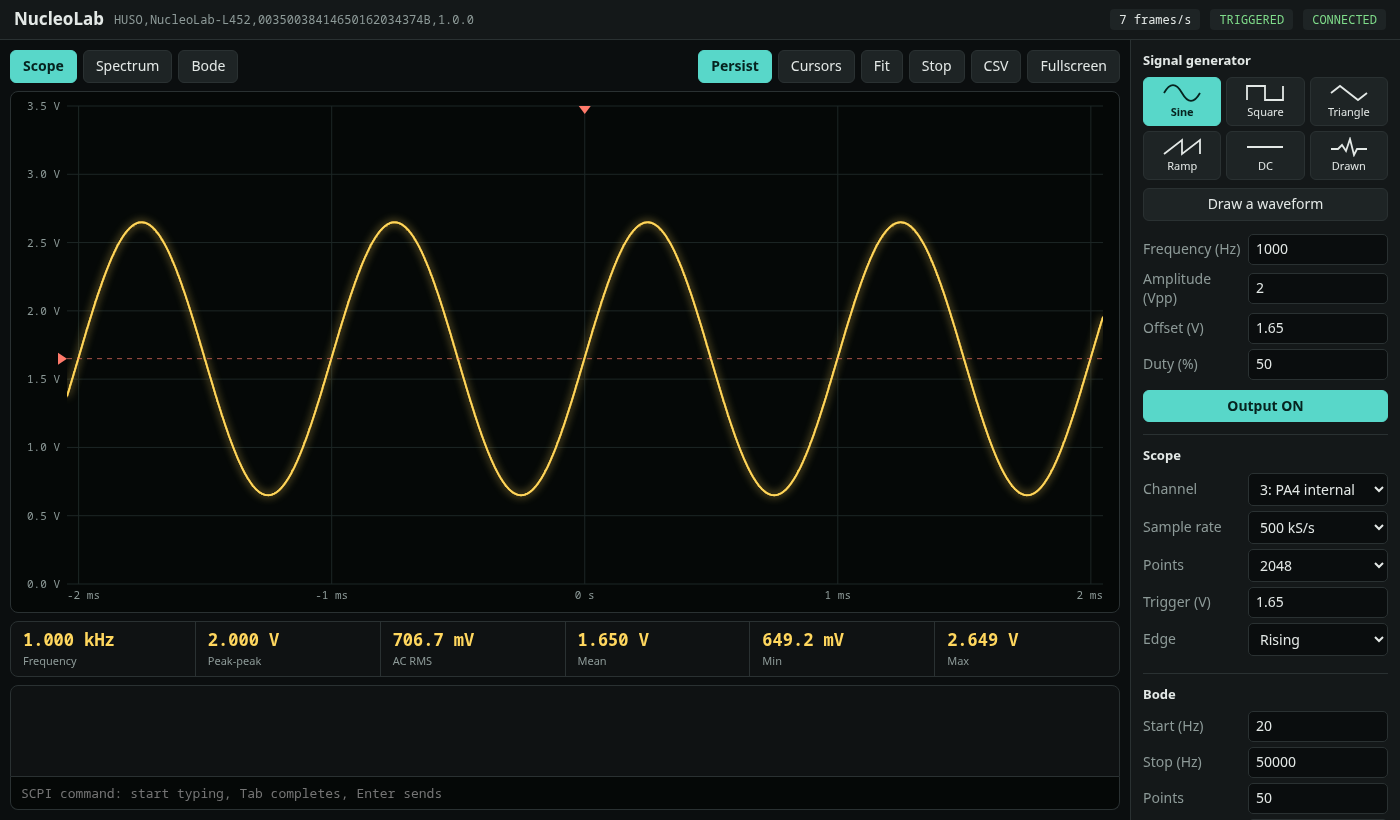 NucleoLab HUSO,NucleoLab-L452,00350038414650162034374B,1.0.0 7 frames/s TRIGGERED CONNECTED
Scope Spectrum Bode Persist Cursors Fit Stop CSV Fullscreen
3.5 V
3.0 V
2.5 V
2.0 V
1.5 V
1.0 V
0.5 V
0.0 V
-2 ms -1 ms 0 s 1 ms 2 ms
1.000 kHz 2.000 V 706.7 mV 1.650 V 649.2 mV 2.649 V
Frequency Peak-peak AC RMS Mean Min Max
SCPI command: start typing, Tab completes, Enter sends
Signal generator
Sine Square Triangle
Ramp DC Drawn
Draw a waveform
Frequency (Hz) 1000
Amplitude
(Vpp) 2
Offset (V) 1.65
Duty (%) 50
Output ON
Scope
Channel 3: PA4 internal
Sample rate 500 kS/s
Points 2048
Trigger (V) 1.65
Edge Rising
Bode
Start (Hz) 20
Stop (Hz) 50000
Points 50